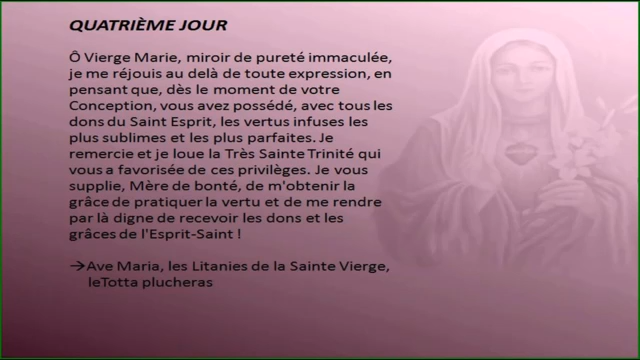 QUATRIÈME JOUR
Ô Vierge Marie, miroir de pureté immaculée,
je me réjouis au delà de toute expression, en
pensant que, dès le moment de votre
Conception, vous avez possédé, avec tous les
dons du Saint Esprit, les vertus infuses les
plus sublimes et les plus parfaites. Je
remercie et je loue la Très Sainte Trinité qui
vous a favorisée de ces privilèges. Je vous
supplie, Mère de bonté, de m'obtenir la
grâce de pratiquer la vertu et de me rendre
par là digne de recevoir les dons et les
grâces de l'Esprit-Saint !
→Ave Maria, les Litanies de la Sainte Vierge,
leTotta plucheras